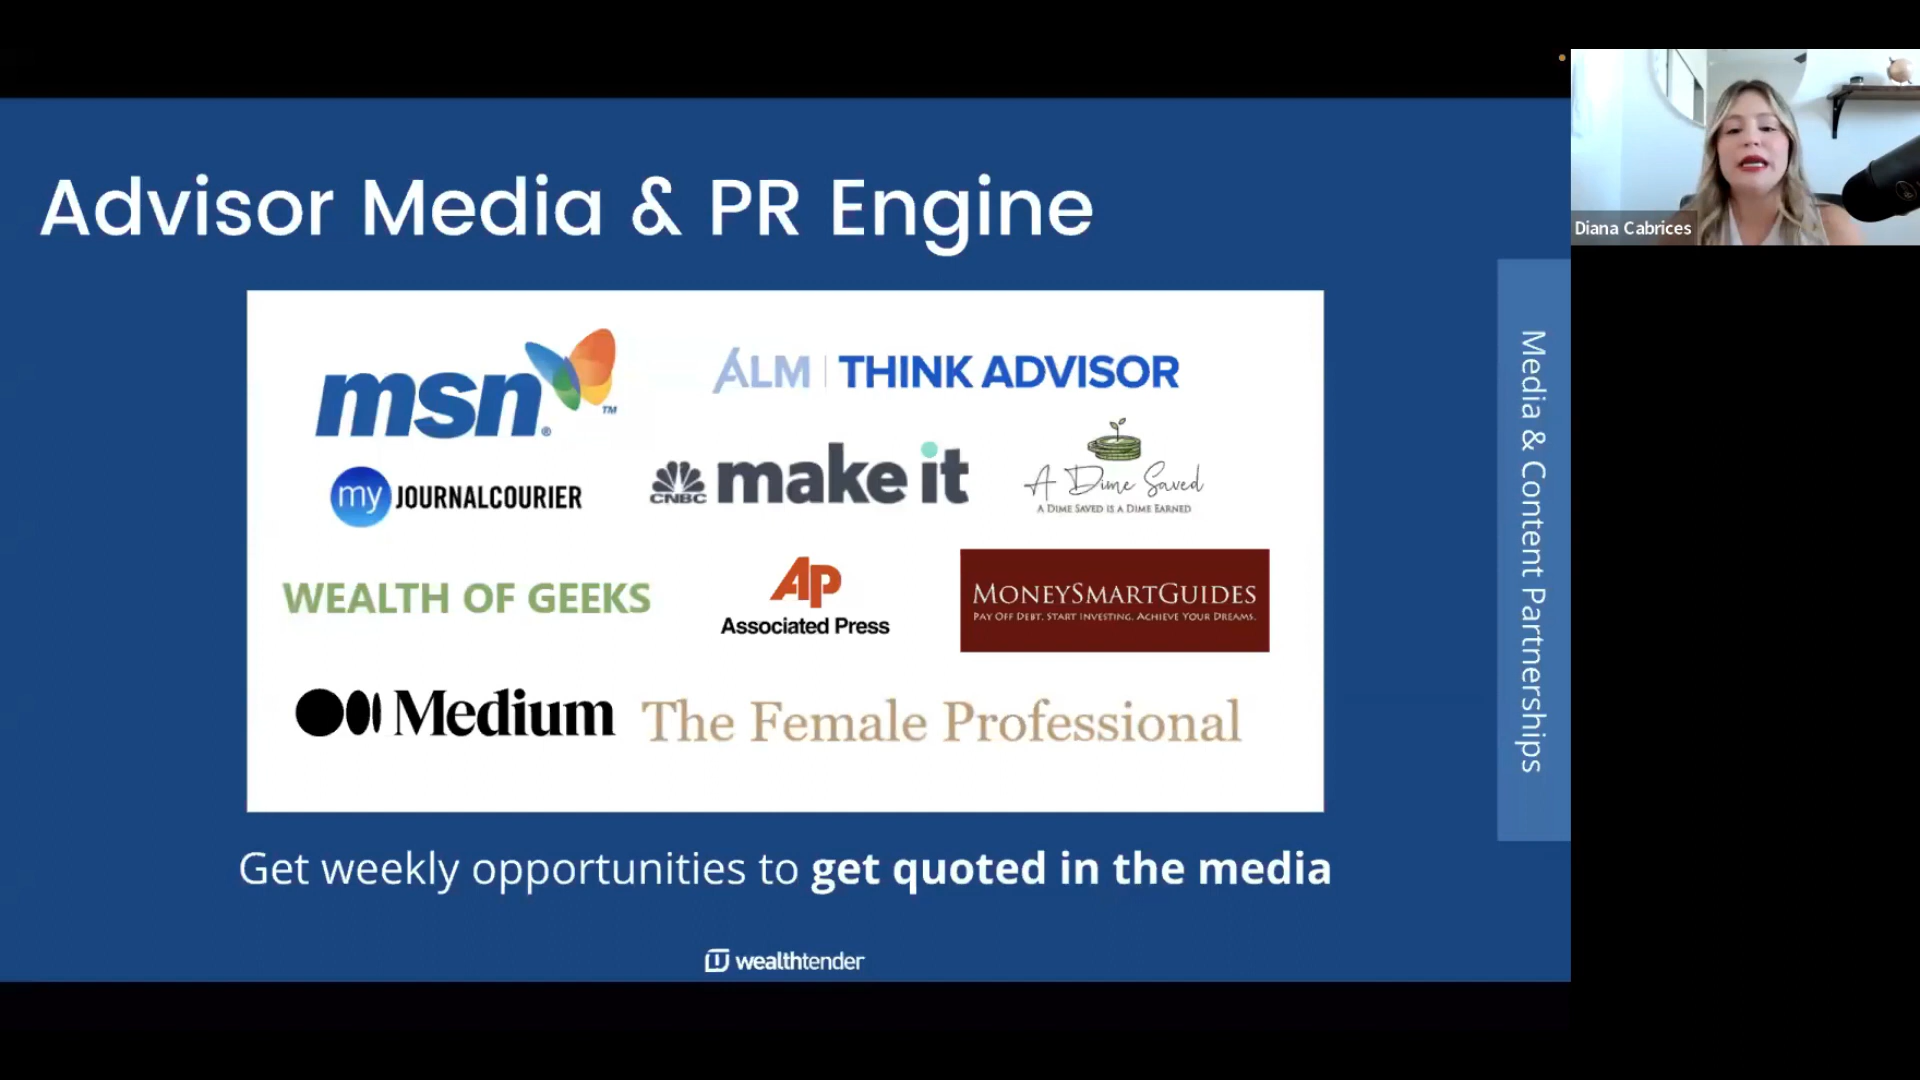 Advisor Media & PR Engine
msn
ALM | THINK ADVISOR
my JOURNALCOURIER
CNBC make it
A Dime Saved
A DIME SAVED IS A DIME EARNED
WEALTH OF GEEKS
AP
Associated Press
MONEYSMARTGUIDES
PAY OFF DEBT. START INVESTING. ACHIEVE YOUR DREAMS.
Medium
The Female Professional
Get weekly opportunities to get quoted in the media
wealthtender
Media & Content Partnerships
Diana Cabrices